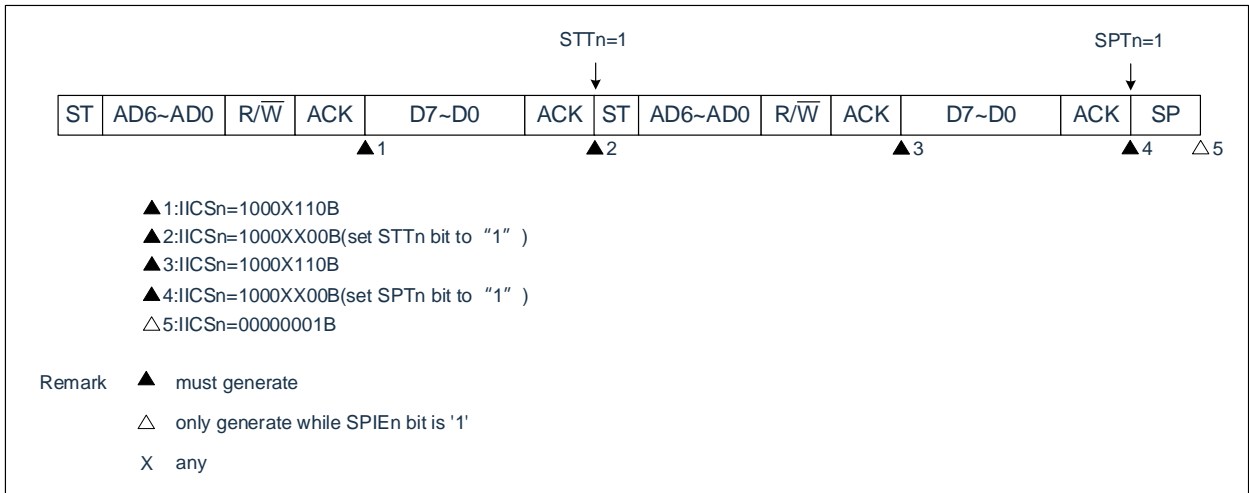 STTn=1 SPTn=1
ST AD6~AD0 R/W̅ ACK D7~D0 ACK ST AD6~AD0 R/W̅ ACK D7~D0 ACK SP
▲1 ▲2 ▲3 ▲4 △5
▲1:IICSn=1000X110B
▲2:IICSn=1000XX00B(set STTn bit to “1” )
▲3:IICSn=1000X110B
▲4:IICSn=1000XX00B(set SPTn bit to “1” )
△5:IICSn=00000001B
Remark ▲ must generate
△ only generate while SPIEn bit is '1'
X any